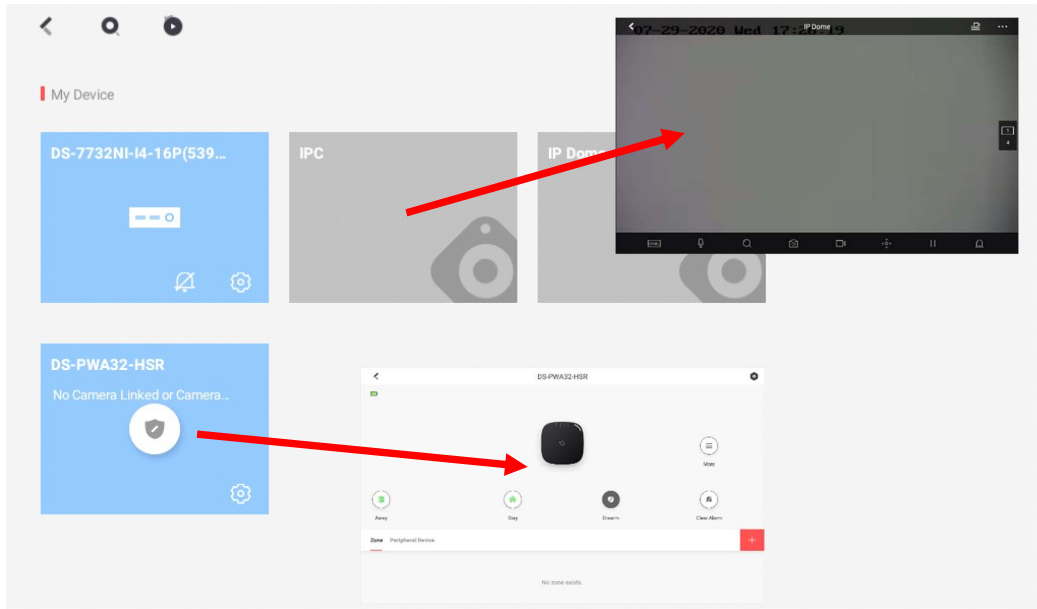 My Device
DS-7732NI-I4-16P(539...
IPC
IP Dome
07-29-2020 Wed
IP Dome
1
4
DS-PWA32-HSR
No Camera Linked or Camera...
DS-PWA32-HSR
More
Away
Stay
Disarm
Clear Alarm
Zone
Peripheral Device
No zone exists.